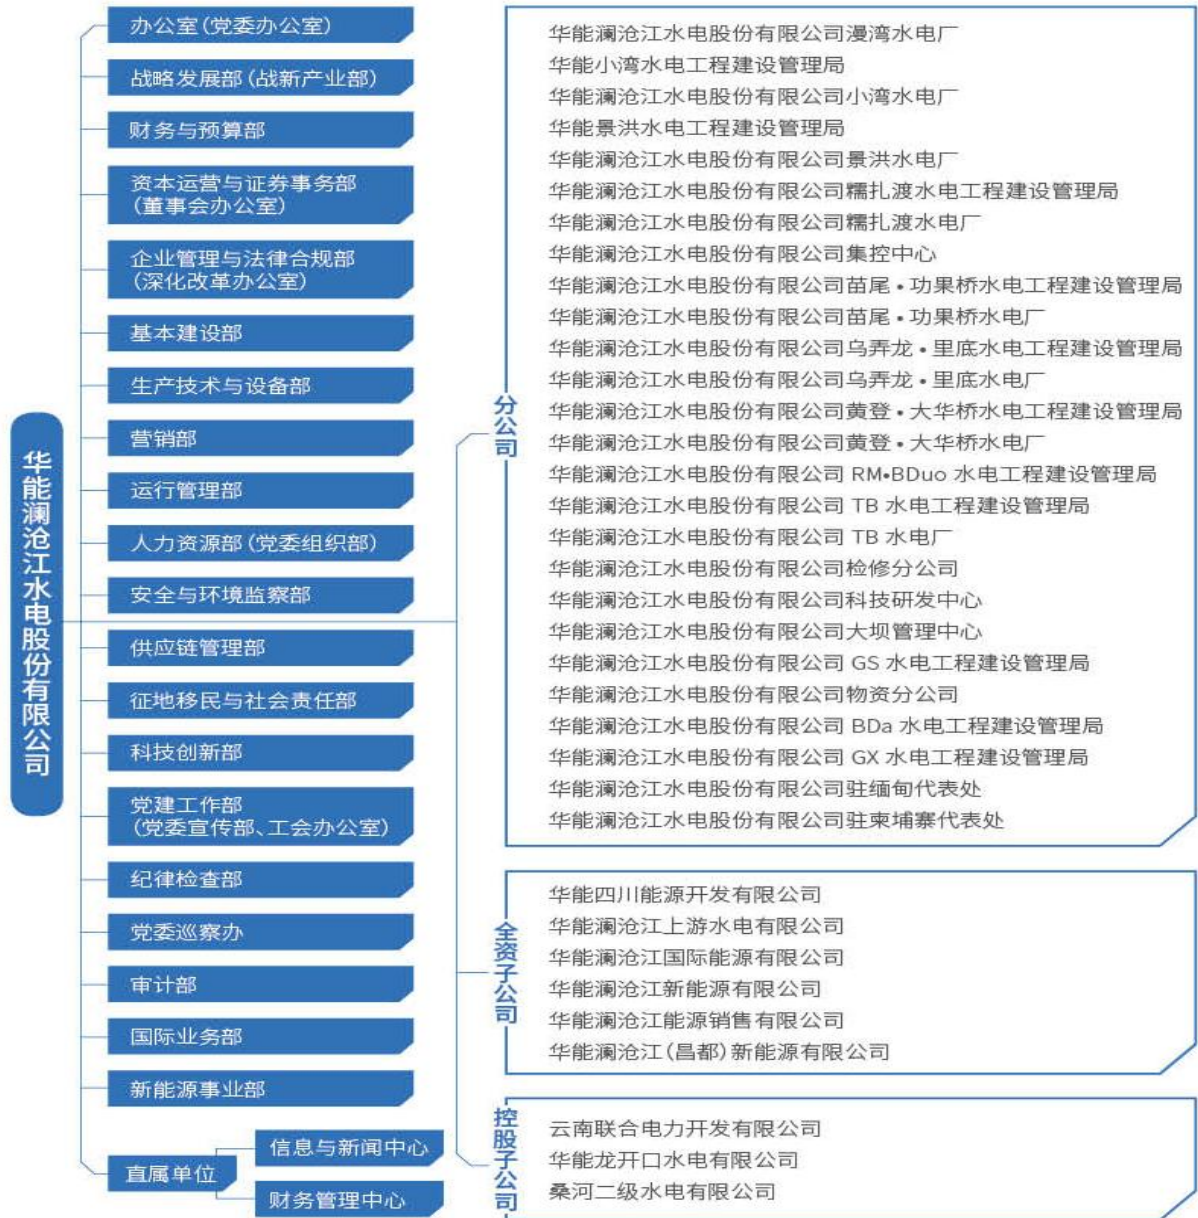 华能澜沧江水电股份有限公司
办公室(党委办公室)
战略发展部(战新产业部)
财务与预算部
资本运营与证券事务部
(董事会办公室)
企业管理与法律合规部
(深化改革办公室)
基本建设部
生产技术与设备部
营销部
运行管理部
人力资源部(党委组织部)
安全与环境监察部
供应链管理部
征地移民与社会责任部
科技创新部
党建工作部
(党委宣传部、工会办公室)
纪律检查部
党委巡察办
审计部
国际业务部
新能源事业部
直属单位
信息与新闻中心
财务管理中心
分公司
华能澜沧江水电股份有限公司漫湾水电厂
华能小湾水电工程建设管理局
华能澜沧江水电股份有限公司小湾水电厂
华能景洪水电工程建设管理局
华能澜沧江水电股份有限公司景洪水电厂
华能澜沧江水电股份有限公司糯扎渡水电工程建设管理局
华能澜沧江水电股份有限公司糯扎渡水电厂
华能澜沧江水电股份有限公司集控中心
华能澜沧江水电股份有限公司苗尾•功果桥水电工程建设管理局
华能澜沧江水电股份有限公司苗尾•功果桥水电厂
华能澜沧江水电股份有限公司乌弄龙•里底水电工程建设管理局
华能澜沧江水电股份有限公司乌弄龙•里底水电厂
华能澜沧江水电股份有限公司黄登•大华桥水电工程建设管理局
华能澜沧江水电股份有限公司黄登•大华桥水电厂
华能澜沧江水电股份有限公司 RM•BDuo 水电工程建设管理局
华能澜沧江水电股份有限公司 TB 水电工程建设管理局
华能澜沧江水电股份有限公司 TB 水电厂
华能澜沧江水电股份有限公司检修分公司
华能澜沧江水电股份有限公司科技研发中心
华能澜沧江水电股份有限公司大坝管理中心
华能澜沧江水电股份有限公司 GS 水电工程建设管理局
华能澜沧江水电股份有限公司物资分公司
华能澜沧江水电股份有限公司 BDa 水电工程建设管理局
华能澜沧江水电股份有限公司 GX 水电工程建设管理局
华能澜沧江水电股份有限公司驻缅甸代表处
华能澜沧江水电股份有限公司驻柬埔寨代表处
全资子公司
华能四川能源开发有限公司
华能澜沧江上游水电有限公司
华能澜沧江国际能源有限公司
华能澜沧江新能源有限公司
华能澜沧江能源销售有限公司
华能澜沧江(昌都)新能源有限公司
控股子公司
云南联合电力开发有限公司
华能龙开口水电有限公司
桑河二级水电有限公司